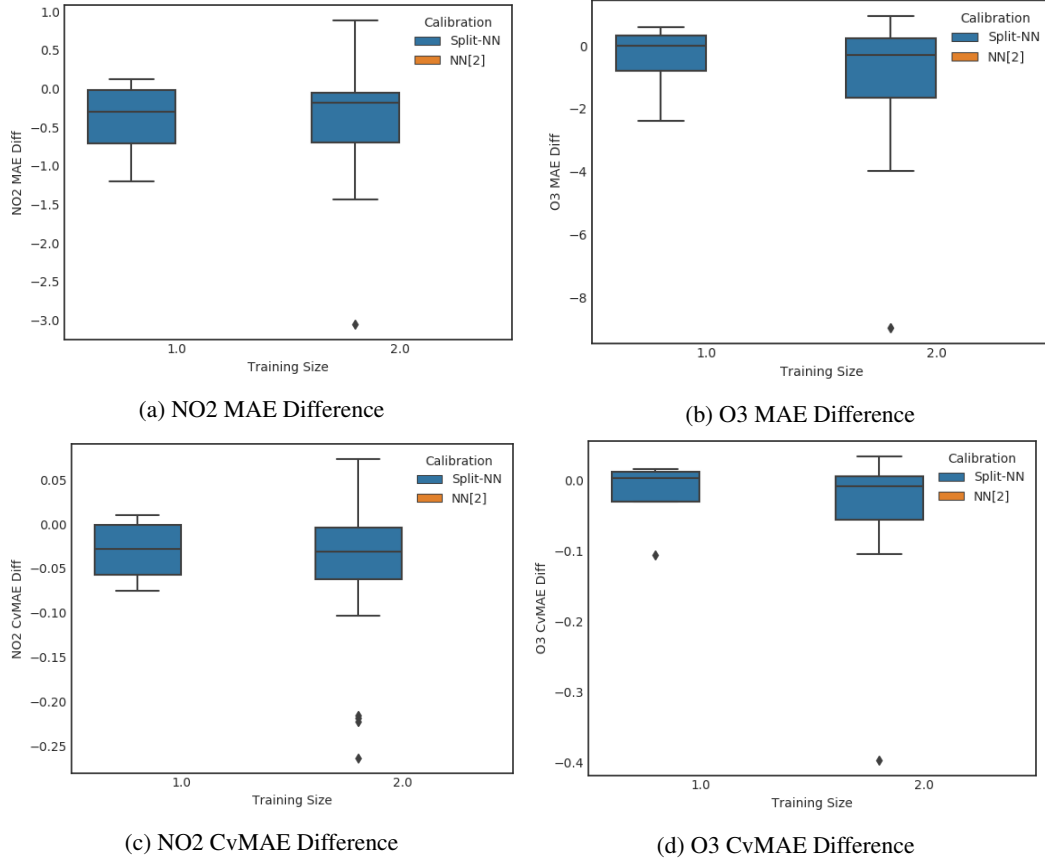 1.0
0.5
0.0
−0.5
−1.0
−1.5
−2.0
−2.5
−3.0
NO2 MAE Diff
Calibration
Split-NN
NN[2]
1.0 2.0
Training Size
(a) NO2 MAE Difference
0
−2
−4
−6
−8
O3 MAE Diff
Calibration
Split-NN
NN[2]
1.0 2.0
Training Size
(b) O3 MAE Difference
0.05
0.00
−0.05
−0.10
−0.15
−0.20
−0.25
NO2 CvMAE Diff
Calibration
Split-NN
NN[2]
1.0 2.0
Training Size
(c) NO2 CvMAE Difference
0.0
−0.1
−0.2
−0.3
−0.4
O3 CvMAE Diff
Calibration
Split-NN
NN[2]
1.0 2.0
Training Size
(d) O3 CvMAE Difference